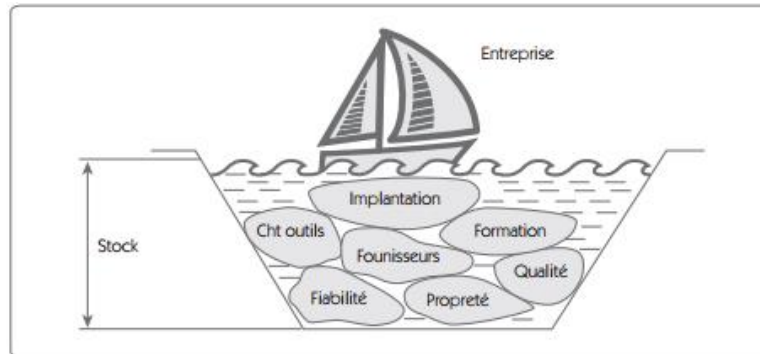 Entreprise
Implantation
Cht outils
Formation
Stock
Founisseurs
Qualité
Fiabilité
Propreté